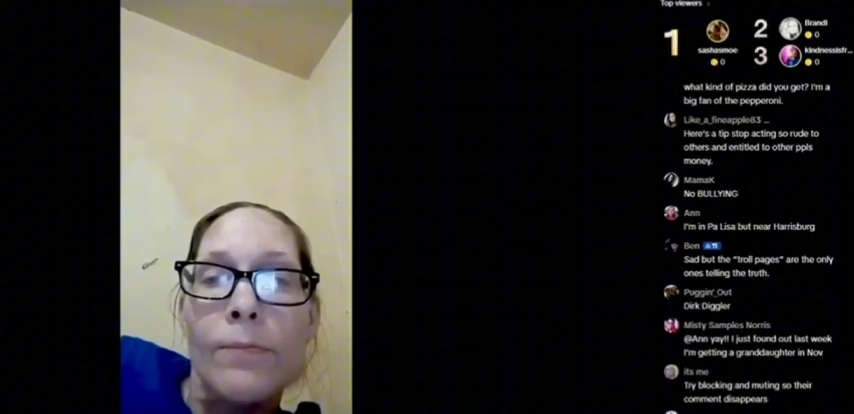 Top viewers
1
sashasmoe
0
2
Brandi
0
3
kindnessisfr...
0
what kind of pizza did you get? I'm a
big fan of the pepperoni.
Like_a_fineapple83 ...
Here's a tip stop acting so rude to
others and entitled to other ppls
money.
MamaK
No BULLYING
Ann
I'm in Pa Lisa but near Harrisburg
Ben
Sad but the "troll pages" are the only
ones telling the truth.
Puggin'_Out
Dirk Diggler
Misty Samples Norris
@Ann yay!! I just found out last week
I'm getting a granddaughter in Nov
its me
Try blocking and muting so their
comment disappears